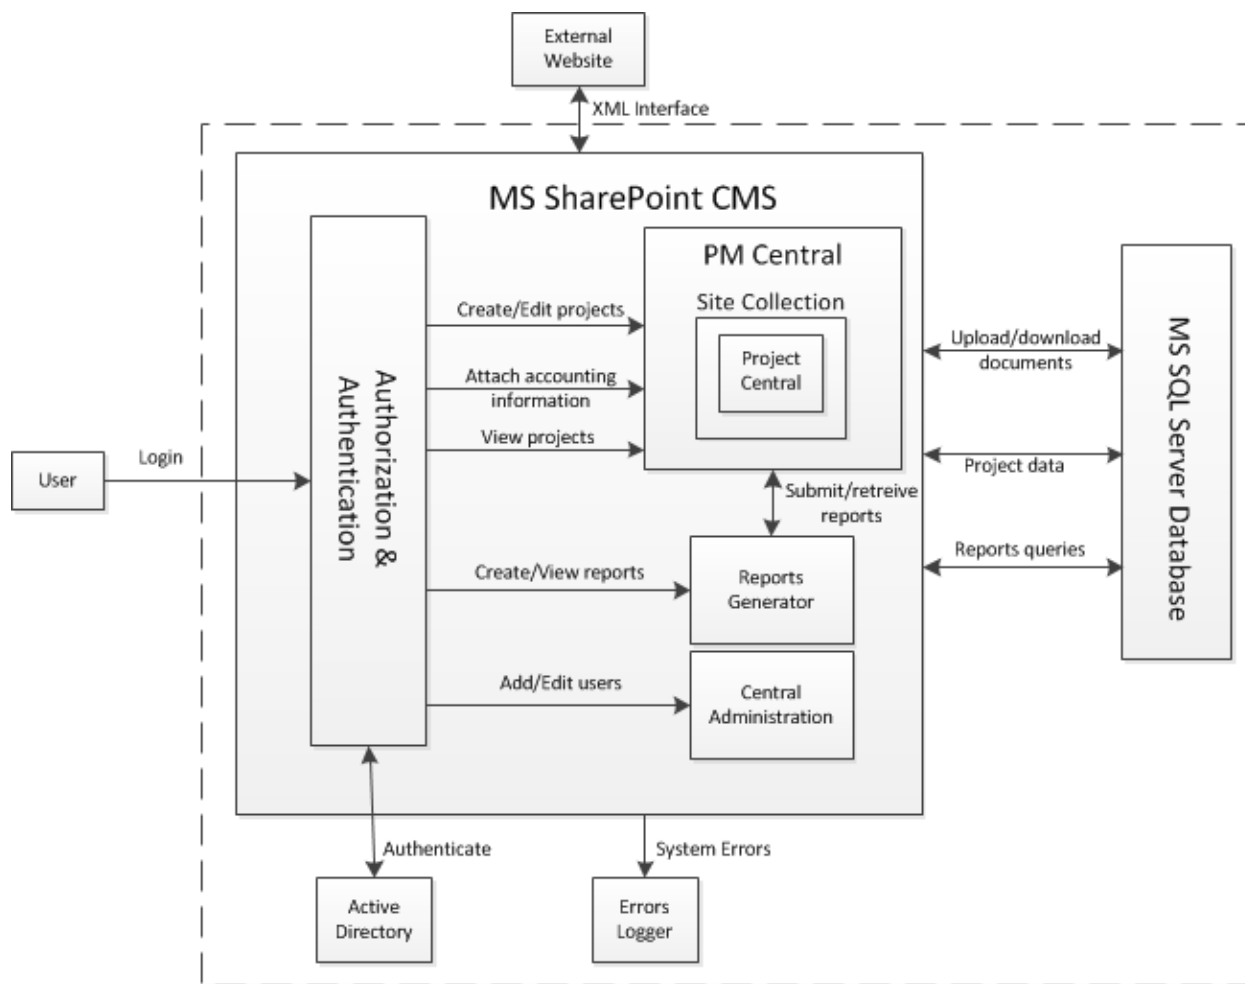 External
Website
XML Interface
MS SharePoint CMS
PM Central
Site Collection
Project
Central
Create/Edit projects
Attach accounting
information
View projects
Authorization &
Authentication
User
Login
Upload/download
documents
Project data
Reports queries
MS SQL Server Database
Submit/retreive
reports
Create/View reports
Reports
Generator
Add/Edit users
Central
Administration
Authenticate
System Errors
Active
Directory
Errors
Logger